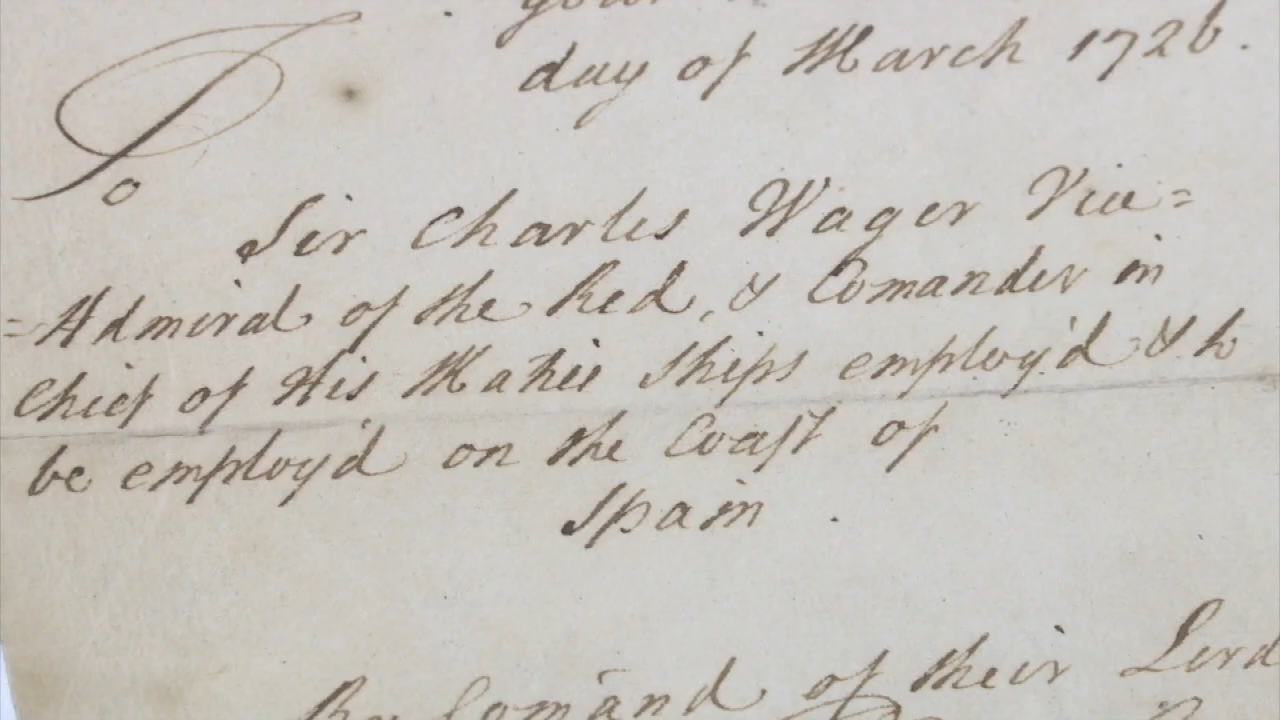 day of March 1726.
To
Sir Charles Wager Vice=
=Admiral of the Red, & Comander in
Chief of His Maties Ships employ'd & to
be employ'd on the Coast of
Spain.
By Comand of their Lord